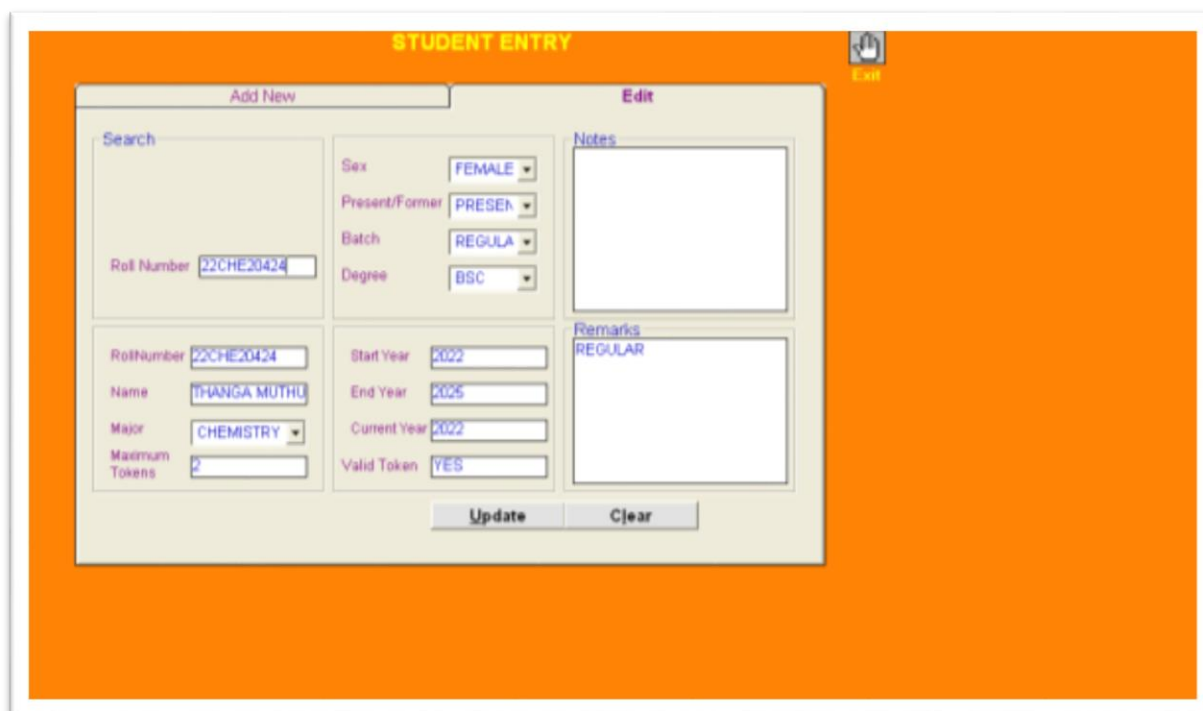 STUDENT ENTRY
Exit
Add New
Edit
Search
Roll Number 22CHE20424
Sex FEMALE
Present/Former PRESEN
Batch REGULA
Degree BSC
Notes
RollNumber 22CHE20424
Name THANGA MUTHU
Major CHEMISTRY
Maximum
Tokens 2
Start Year 2022
End Year 2025
Current Year 2022
Valid Token YES
Remarks
REGULAR
Update
Clear